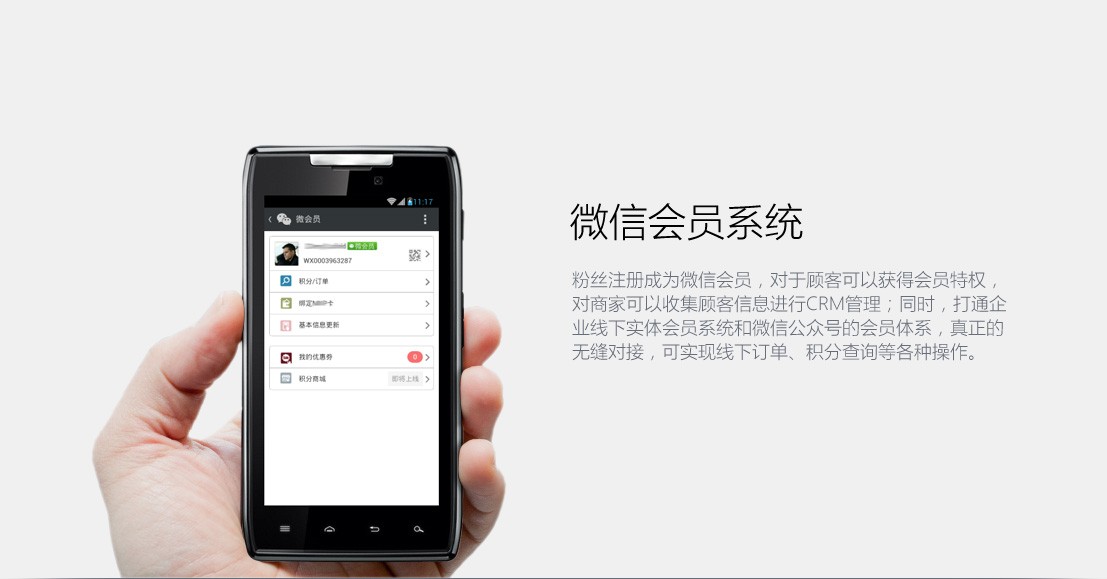 11:17
微会员
微会员
WX0003963287
积分/订单
基本信息更新
我的优惠券
0
积分商城
即将上线
微信会员系统
粉丝注册成为微信会员，对于顾客可以获得会员特权，
对商家可以收集顾客信息进行CRM管理；同时，打通企
业线下实体会员系统和微信公众号的会员体系，真正的
无缝对接，可实现线下订单、积分查询等各种操作。